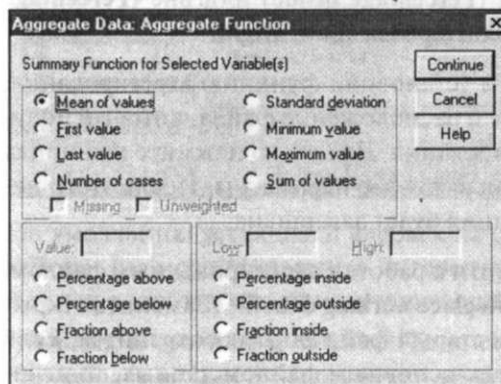 Aggregate Data: Aggregate Function
Summary Function for Selected Variable(s)
Mean of values
First value
Last value
Number of cases
Missing Unweighted
Standard deviation
Minimum value
Maximum value
Sum of values
Continue
Cancel
Help
Value:
Percentage above
Percentage below
Fraction above
Fraction below
Low: High:
Percentage inside
Percentage outside
Fraction inside
Fraction outside